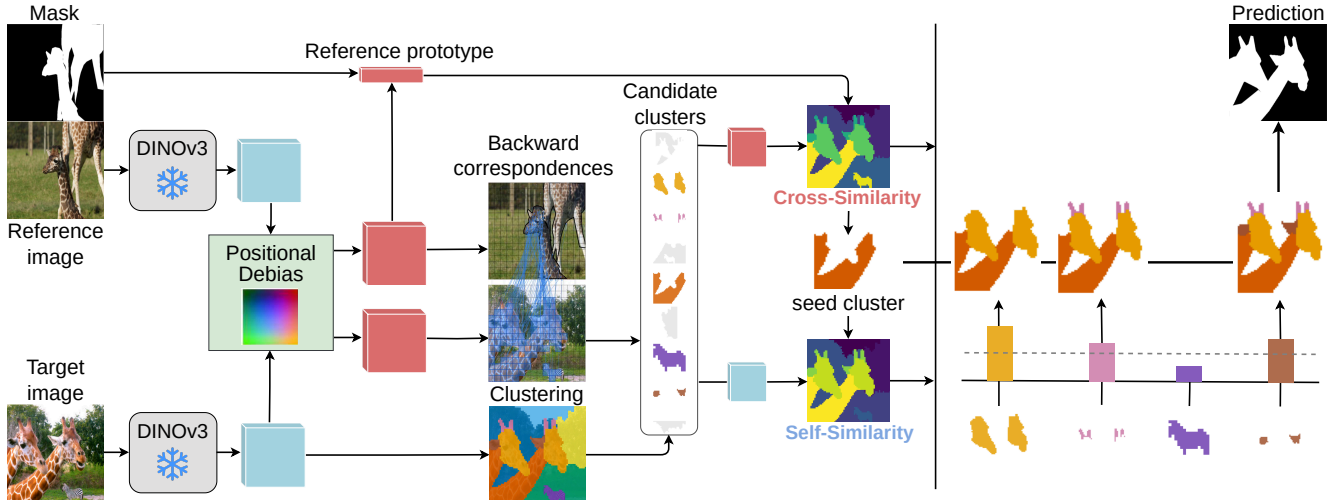 Mask
Prediction
Reference prototype
Candidate
clusters
DINOv3
Backward
correspondences
Cross-Similarity
Reference
image
Positional
Debias
seed cluster
Target
image
Clustering
DINOv3
Self-Similarity